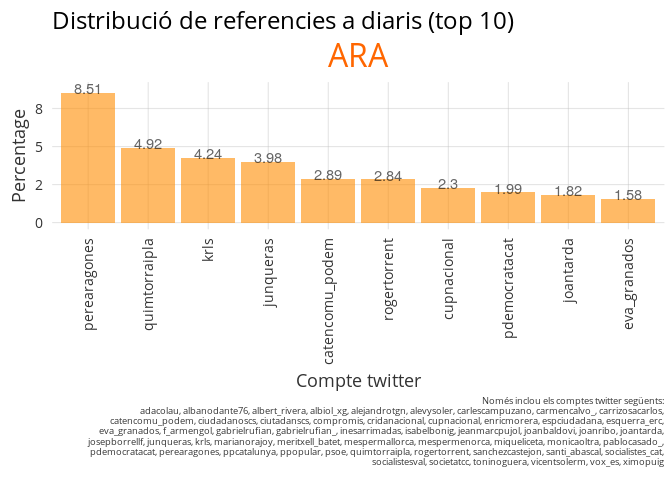 Distribució de referencies a diaris (top 10)
ARA
Percentage
8
5
2
0
8.51
4.92
4.24
3.98
2.89
2.84
2.3
1.99
1.82
1.58
perearagones
quimtorraipla
krls
junqueras
catencomu_podem
rogertorrent
cupnacional
pdemocratacat
joantarda
eva_granados
Compte twitter
Només inclou els comptes twitter següents:
adacolau, albanodante76, albert_rivera, albiol_xg, alejandrotgn, alevysoler, carlescampuzano, carmencalvo_, carrizosacarlos,
catencomu_podem, ciudadanoscs, ciutadanscs, compromis, cridanacional, cupnacional, enricmorera, espciudadana, esquerra_erc,
eva_granados, f_armengol, gabrielrufian, gabrielrufian_, inesarrimadas, isabelbonig, jeanmarcpujol, joanbaldovi, joanribo, joantarda,
josepborrellf, junqueras, krls, marianorajoy, meritxell_batet, mespermallorca, mespermenorca, miqueliceta, monicaoltra, pablocasado_,
pdemocratacat, perearagones, ppcatalunya, ppopular, psoe, quimtorraipla, rogertorrent, sanchezcastejon, santi_abascal, socialistes_cat,
socialistesval, societatcc, toninoguera, vicentsolerm, vox_es, ximopuig